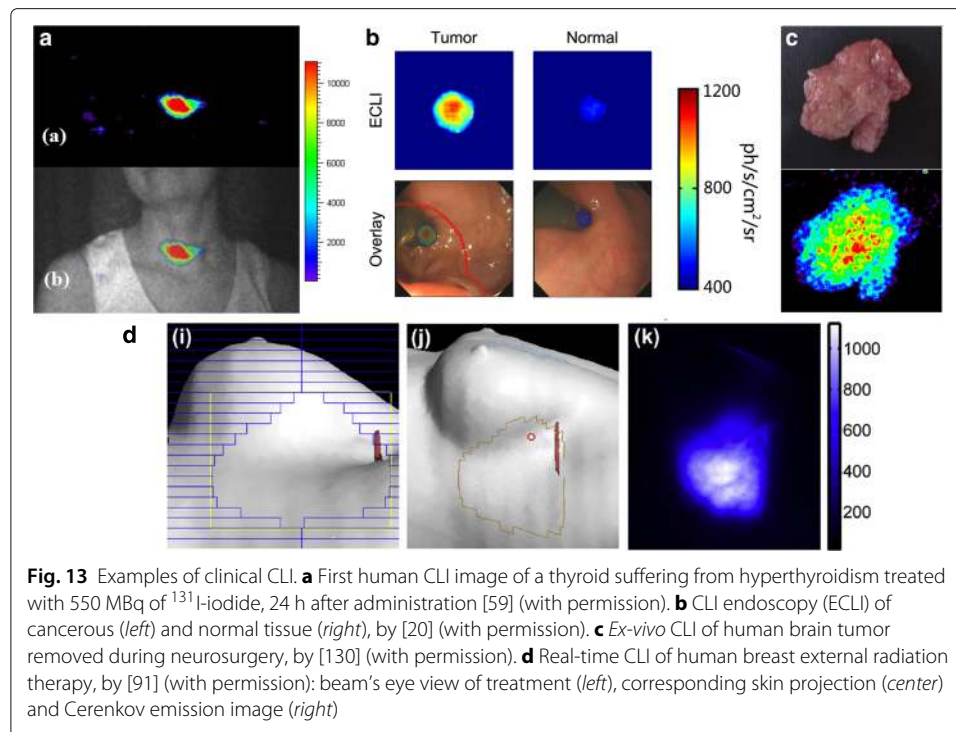 a
(a)
(b)
10000
8000
6000
4000
2000
0
b
Tumor
Normal
ECLI
Overlay
1200
800
400
ph/s/cm²/sr
c
d
(i)
(j)
(k)
1000
800
600
400
200
Fig. 13 Examples of clinical CLI. a First human CLI image of a thyroid suffering from hyperthyroidism treated
with 550 MBq of ¹³¹I-iodide, 24 h after administration [59] (with permission). b CLI endoscopy (ECLI) of
cancerous (left) and normal tissue (right), by [20] (with permission). c Ex-vivo CLI of human brain tumor
removed during neurosurgery, by [130] (with permission). d Real-time CLI of human breast external radiation
therapy, by [91] (with permission): beam's eye view of treatment (left), corresponding skin projection (center)
and Cerenkov emission image (right)